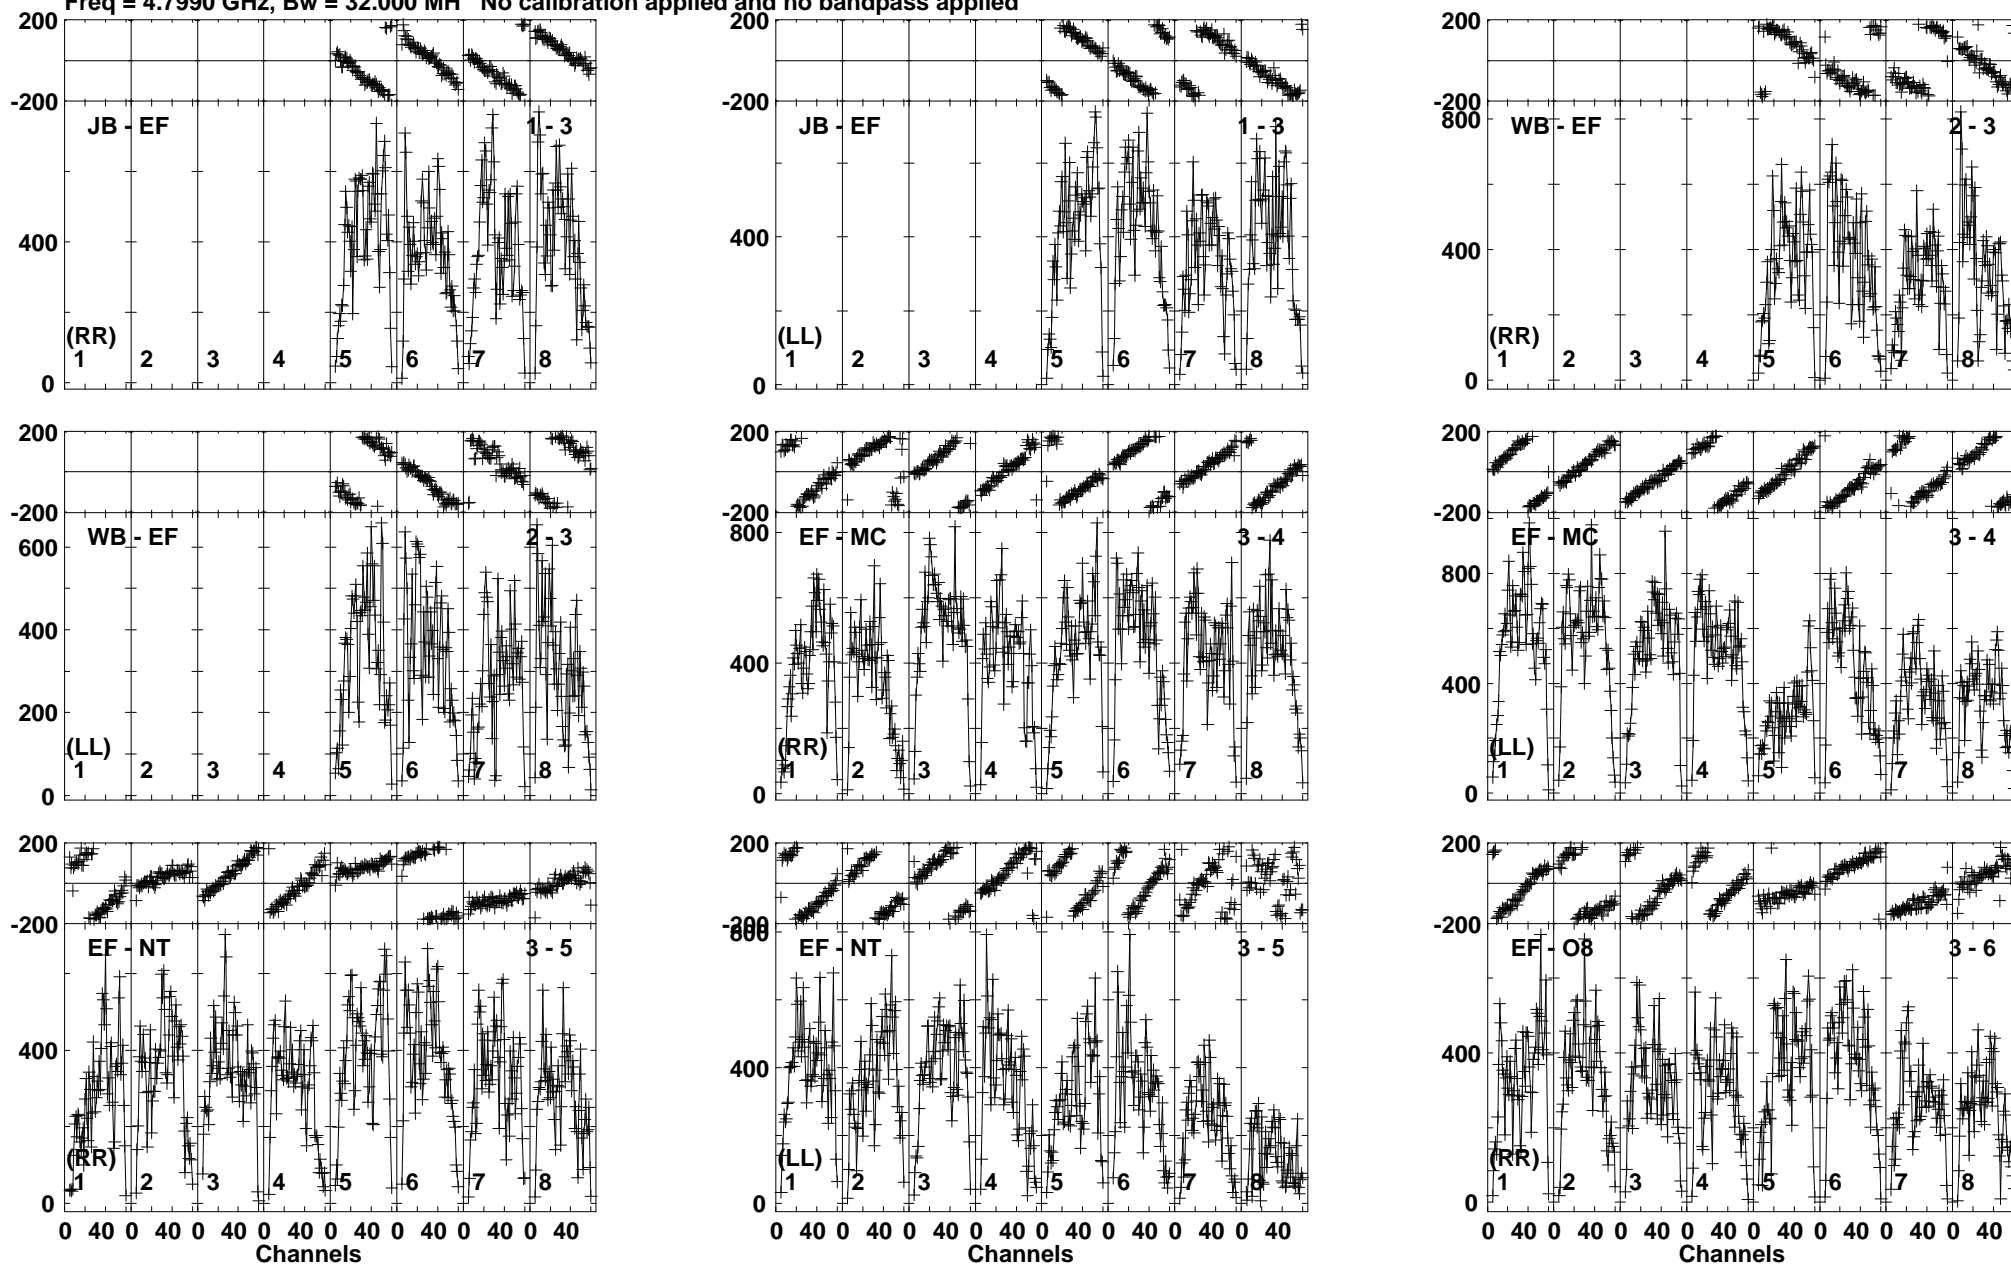 Freq = 4.7990 GHz, Bw = 32.000 MH No calibration applied and no bandpass applied
200 200 200
-200 -200 -200
JB - EF 1 - 3 JB - EF 1 - 3 800 WB - EF 2 - 3
400 400 400
(RR) (LL) (RR)
1 2 3 4 5 6 7 8 1 2 3 4 5 6 7 8 1 2 3 4 5 6 7 8
0 0 0
200 200 200
-200 -200 -200
WB - EF 2 - 3 800 EF - MC 3 - 4 EF - MC 3 - 4
600 800
400 400 400
200
(LL) (RR) (LL)
1 2 3 4 5 6 7 8 1 2 3 4 5 6 7 8 1 2 3 4 5 6 7 8
0 0 0
200 200 200
-200 -200 -200
800
EF - NT 3 - 5 EF - NT 3 - 5 EF - O8 3 - 6
400 400 400
(RR) (LL) (RR)
1 2 3 4 5 6 7 8 1 2 3 4 5 6 7 8 1 2 3 4 5 6 7 8
0 0 0
0 40 0 40 0 40 0 40 0 40 0 40 0 40 0 40 0 40 0 40 0 40 0 40 0 40 0 40 0 40 0 40 0 40 0 40 0 40 0 40 0 40 0 40 0 40 0 40
Channels Channels Channels